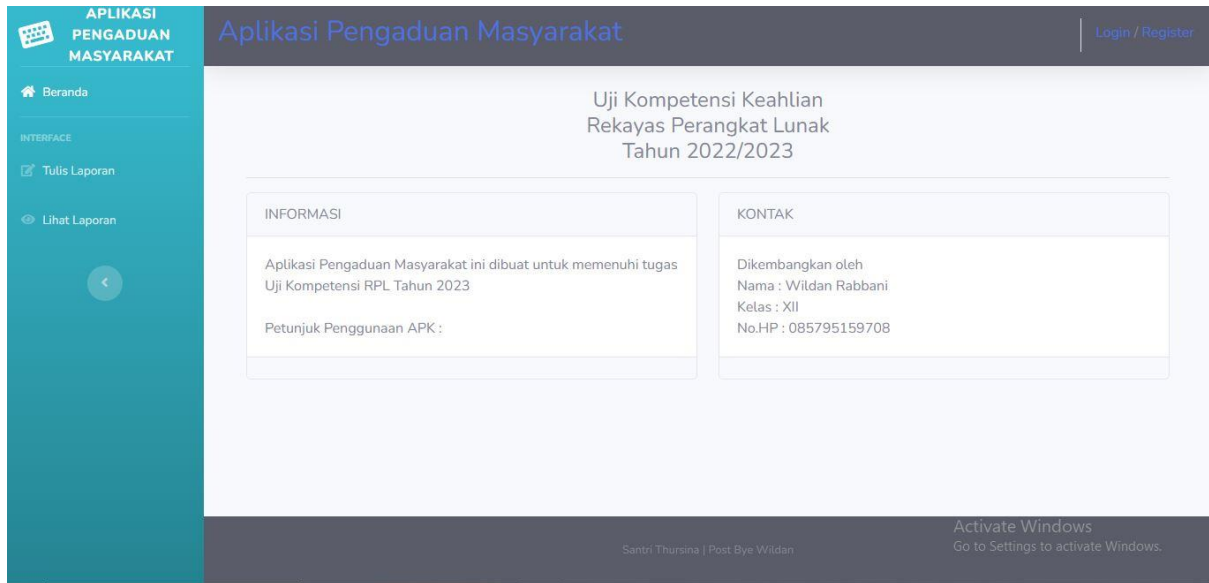 APLIKASI
PENGADUAN
MASYARAKAT
Beranda
INTERFACE
Tulis Laporan
Lihat Laporan
Aplikasi Pengaduan Masyarakat
Login / Register
Uji Kompetensi Keahlian
Rekayas Perangkat Lunak
Tahun 2022/2023
INFORMASI
Aplikasi Pengaduan Masyarakat ini dibuat untuk memenuhi tugas
Uji Kompetensi RPL Tahun 2023
Petunjuk Penggunaan APK :
KONTAK
Dikembangkan oleh
Nama : Wildan Rabbani
Kelas : XII
No.HP : 085795159708
Santri Thursina | Post Bye Wildan
Activate Windows
Go to Settings to activate Windows.